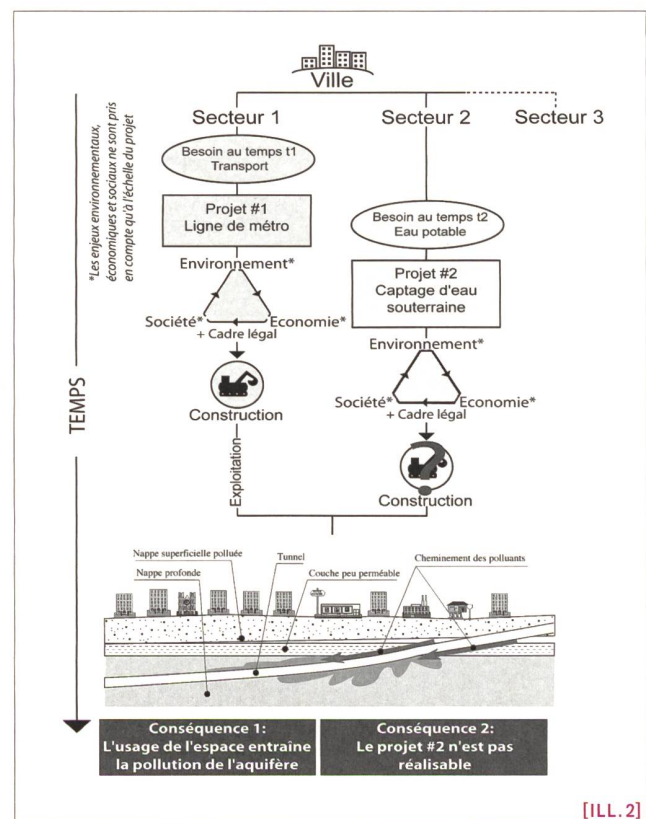 Ville
Secteur 1
Secteur 2
Secteur 3
*Les enjeux environnementaux,
économiques et sociaux ne sont pris
en compte qu'à l'échelle du projet
TEMPS
Besoin au temps t1
Transport
Projet #1
Ligne de métro
Environnement*
Société*
Economie*
+ Cadre légal
Construction
Exploitation
Besoin au temps t2
Eau potable
Projet #2
Captage d'eau
souterraine
Environnement*
Société*
Economie*
+ Cadre légal
Construction
Nappe superficielle polluée
Nappe profonde
Tunnel
Couche peu perméable
Cheminement des polluants
Conséquence 1:
L'usage de l'espace entraîne
la pollution de l'aquifère
Conséquence 2:
Le projet #2 n'est pas
réalisable
[ILL.2]